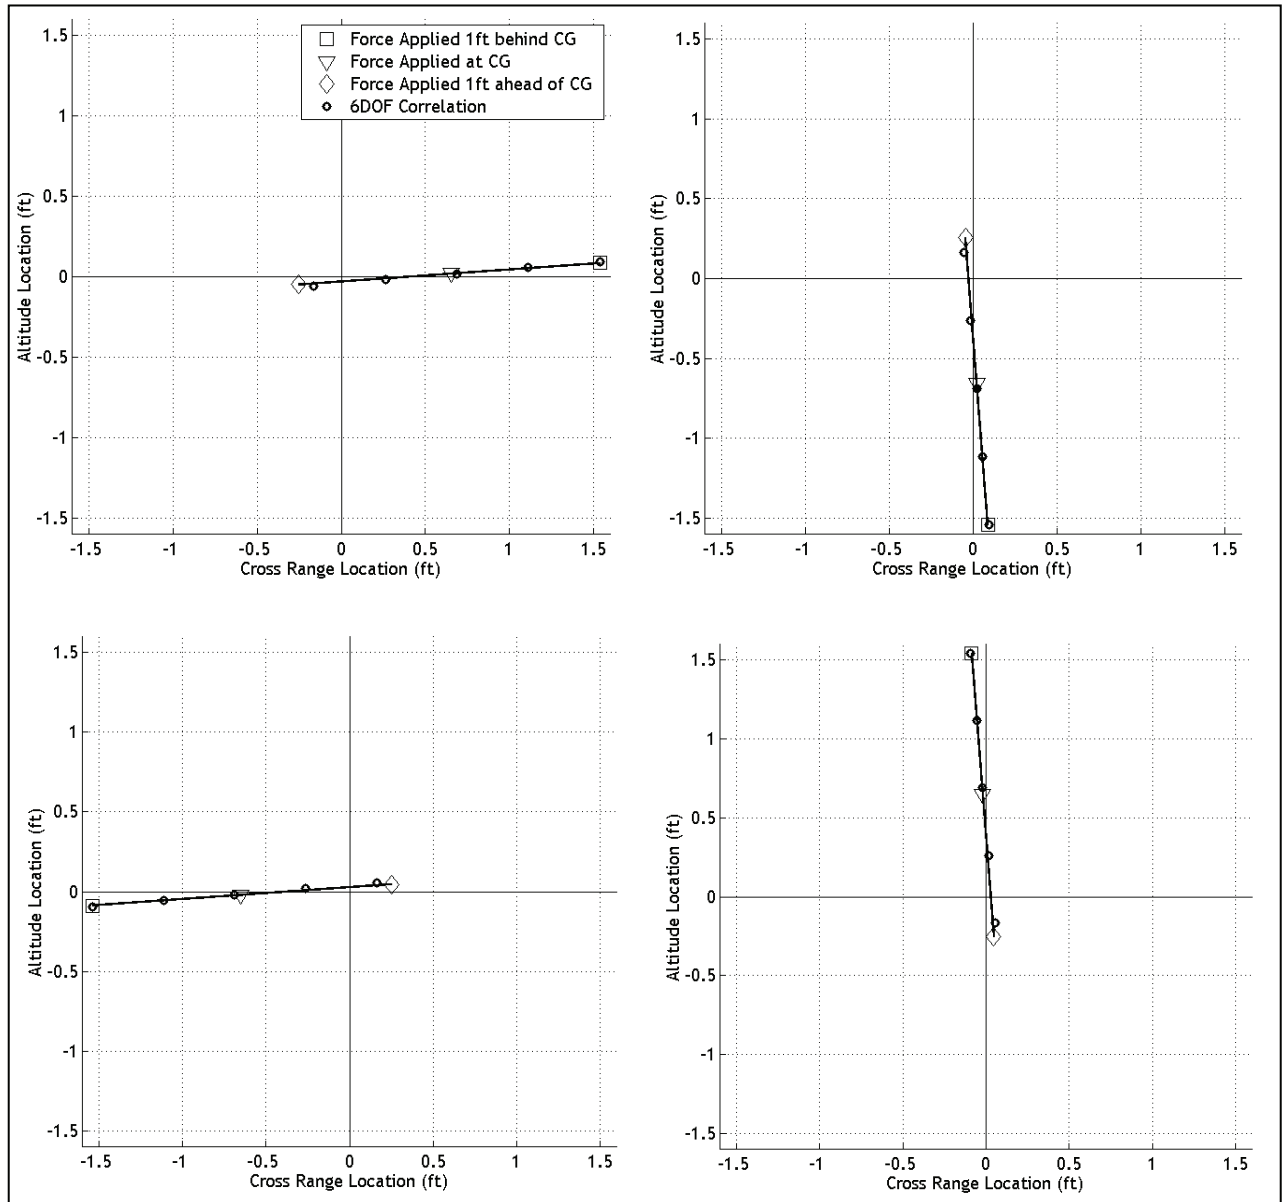 Force Applied 1ft behind CG
Force Applied at CG
Force Applied 1ft ahead of CG
6DOF Correlation
1.5
1
0.5
0
-0.5
-1
-1.5
Altitude Location (ft)
-1.5 -1 -0.5 0 0.5 1 1.5
Cross Range Location (ft)
1.5
1
0.5
0
-0.5
-1
-1.5
Altitude Location (ft)
-1.5 -1 -0.5 0 0.5 1 1.5
Cross Range Location (ft)
1.5
1
0.5
0
-0.5
-1
-1.5
Altitude Location (ft)
-1.5 -1 -0.5 0 0.5 1 1.5
Cross Range Location (ft)
1.5
1
0.5
0
-0.5
-1
-1.5
Altitude Location (ft)
-1.5 -1 -0.5 0 0.5 1 1.5
Cross Range Location (ft)